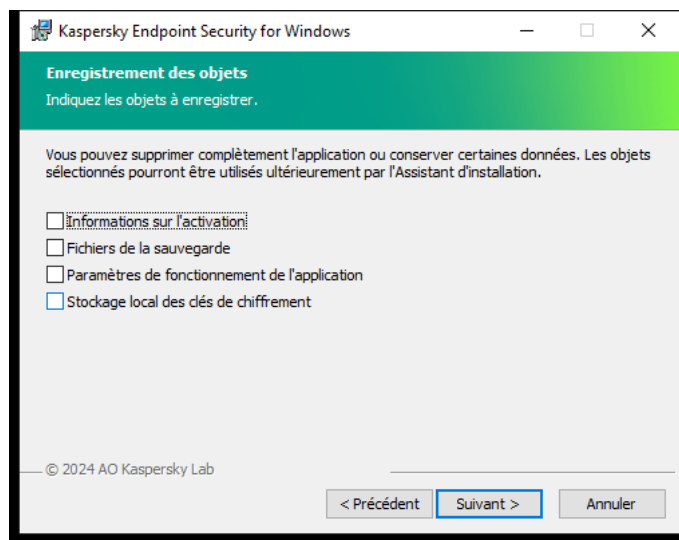 Kaspersky Endpoint Security for Windows
Enregistrement des objets
Indiquez les objets à enregistrer.
Vous pouvez supprimer complètement l'application ou conserver certaines données. Les objets
sélectionnés pourront être utilisés ultérieurement par l'Assistant d'installation.
Informations sur l'activation
Fichiers de la sauvegarde
Paramètres de fonctionnement de l'application
Stockage local des clés de chiffrement
© 2024 AO Kaspersky Lab
< Précédent Suivant > Annuler